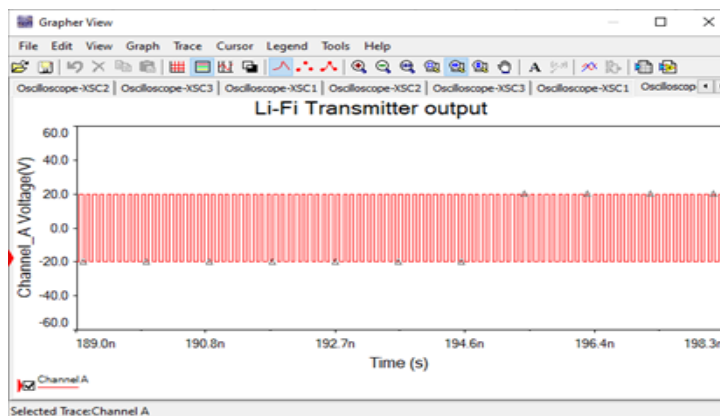 Grapher View
File Edit View Graph Trace Cursor Legend Tools Help
A
Oscilloscope-XSC2 Oscilloscope-XSC3 Oscilloscope-XSC1 Oscilloscope-XSC2 Oscilloscope-XSC3 Oscilloscope-XSC1 Oscilloscop
Li-Fi Transmitter output
Channel_A Voltage(V)
60.0
40.0
20.0
0.0
-20.0
-40.0
-60.0
189.0n 190.8n 192.7n 194.6n 196.4n 198.3n
Time (s)
Channel A
Selected Trace:Channel A